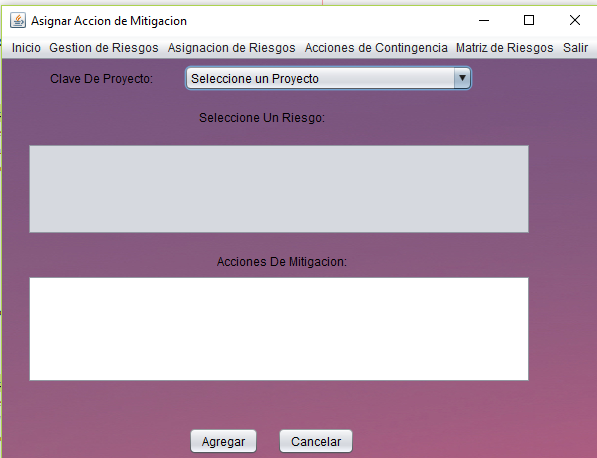 Asignar Accion de Mitigacion
Inicio Gestion de Riesgos Asignacion de Riesgos Acciones de Contingencia Matriz de Riesgos Salir
Clave De Proyecto: Seleccione un Proyecto
Seleccione Un Riesgo:
Acciones De Mitigacion:
Agregar Cancelar